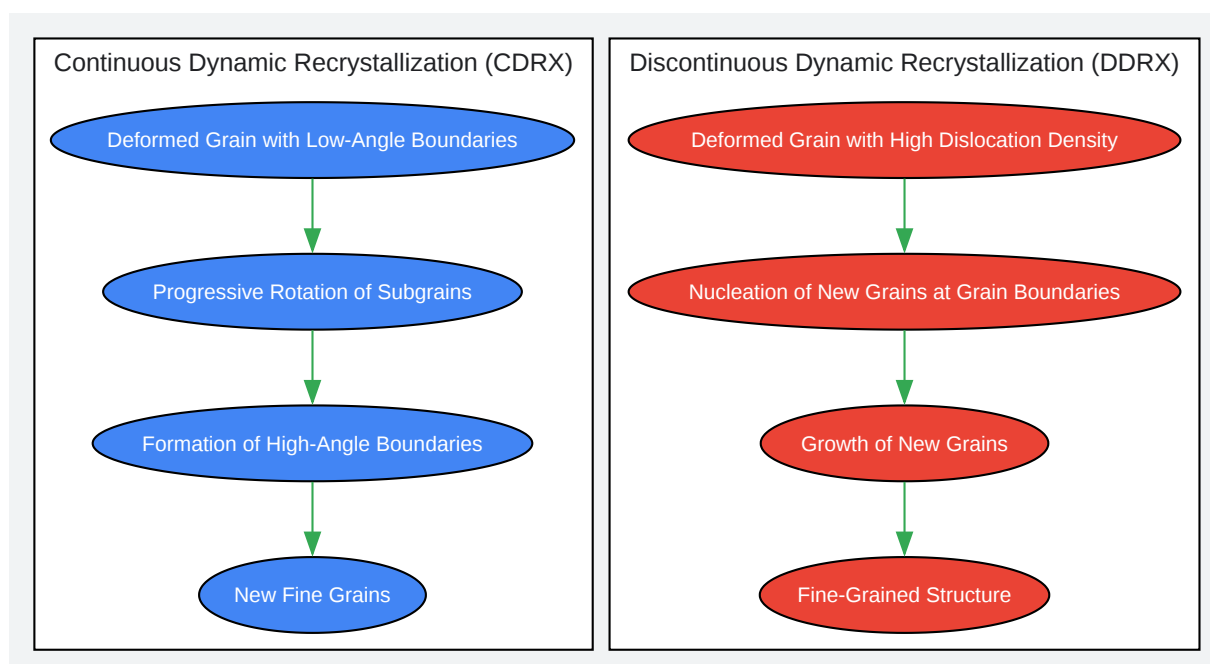 Continuous Dynamic Recrystallization (CDRX)
Deformed Grain with Low-Angle Boundaries
Progressive Rotation of Subgrains
Formation of High-Angle Boundaries
New Fine Grains
Discontinuous Dynamic Recrystallization (DDRX)
Deformed Grain with High Dislocation Density
Nucleation of New Grains at Grain Boundaries
Growth of New Grains
Fine-Grained Structure